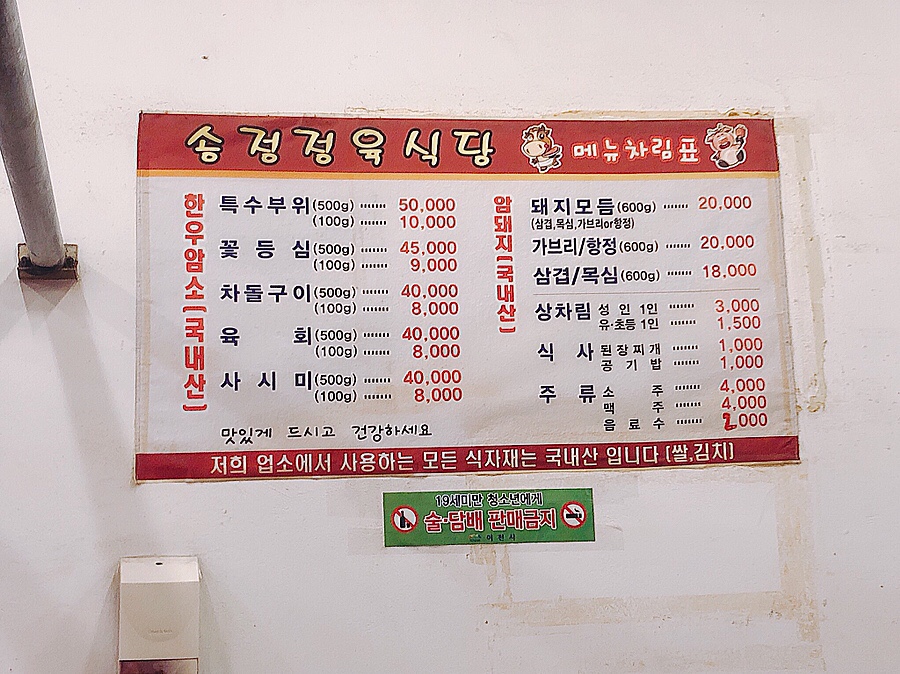 송정정육식당 메뉴차림표
한우암소(국내산)
특수부위(500g) ······· 50,000
(100g) ······· 10,000
꽃등심(500g) ······· 45,000
(100g) ······· 9,000
차돌구이(500g) ······· 40,000
(100g) ······· 8,000
육회(500g) ······· 40,000
(100g) ······· 8,000
사시미(500g) ······· 40,000
(100g) ······· 8,000
맛있게 드시고 건강하세요
암돼지(국내산)
돼지모듬(600g) ······· 20,000
(삼겹,목심,가브리or항정)
가브리/항정(600g) ······· 20,000
삼겹/목심(600g) ······· 18,000
상차림 성인 1인 ······· 3,000
유·초등 1인 ······· 1,500
식사 된장찌개 ······· 1,000
공기밥 ······· 1,000
주류 소주 ······· 4,000
맥주 ······· 4,000
음료수 ······· 2,000
저희 업소에서 사용하는 모든 식자재는 국내산 입니다 (쌀,김치)
19세미만 청소년에게
술·담배 판매금지
이천시